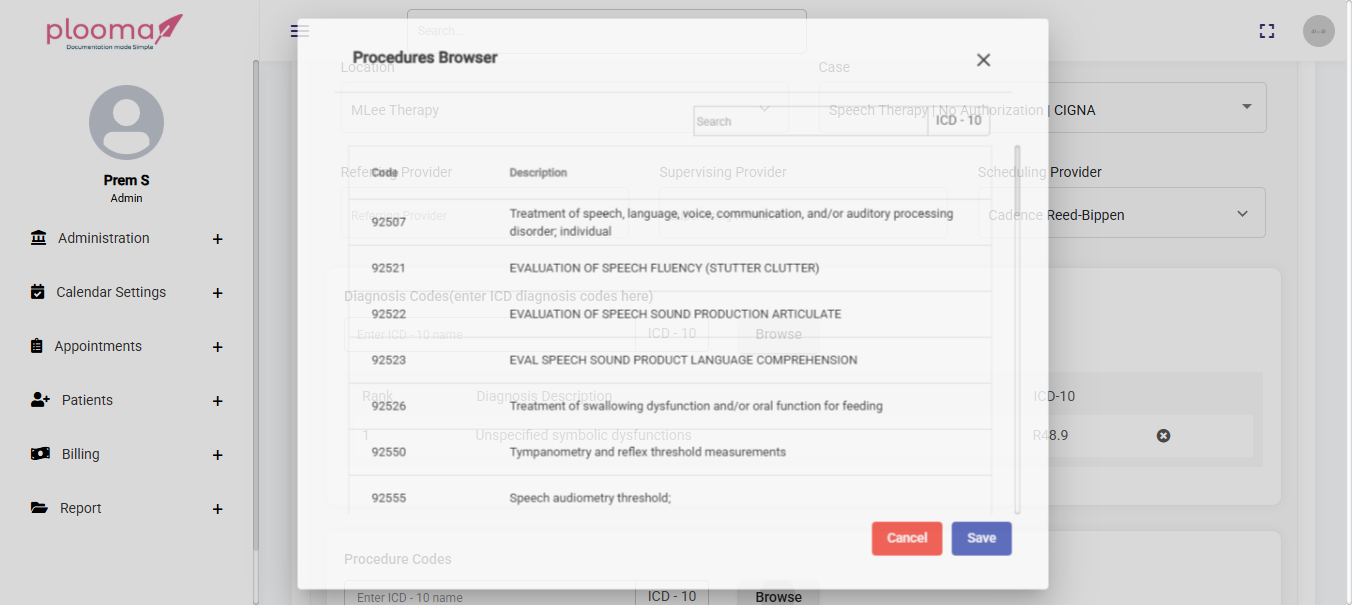 plooma
Documentation made Simple
Prem S
Admin
Administration +
Calendar Settings +
Appointments +
Patients +
Billing +
Report +
Search...
Location
Case
MLee Therapy
Speech Therapy | No Authorization | CIGNA
Referring Provider
Supervising Provider
Scheduling Provider
Referring Provider
Cadence Reed-Bippen
Diagnosis Codes(enter ICD diagnosis codes here)
Enter ICD - 10 name
ICD - 10
Browse
Rank
Diagnosis Description
ICD-10
1
Unspecified symbolic dysfunctions
R48.9
Procedure Codes
Enter ICD - 10 name
ICD - 10
Browse
Procedures Browser
Search
ICD - 10
Code Description
92507 Treatment of speech, language, voice, communication, and/or auditory processing
disorder; individual
92521 EVALUATION OF SPEECH FLUENCY (STUTTER CLUTTER)
92522 EVALUATION OF SPEECH SOUND PRODUCTION ARTICULATE
92523 EVAL SPEECH SOUND PRODUCT LANGUAGE COMPREHENSION
92526 Treatment of swallowing dysfunction and/or oral function for feeding
92550 Tympanometry and reflex threshold measurements
92555 Speech audiometry threshold;
Cancel
Save